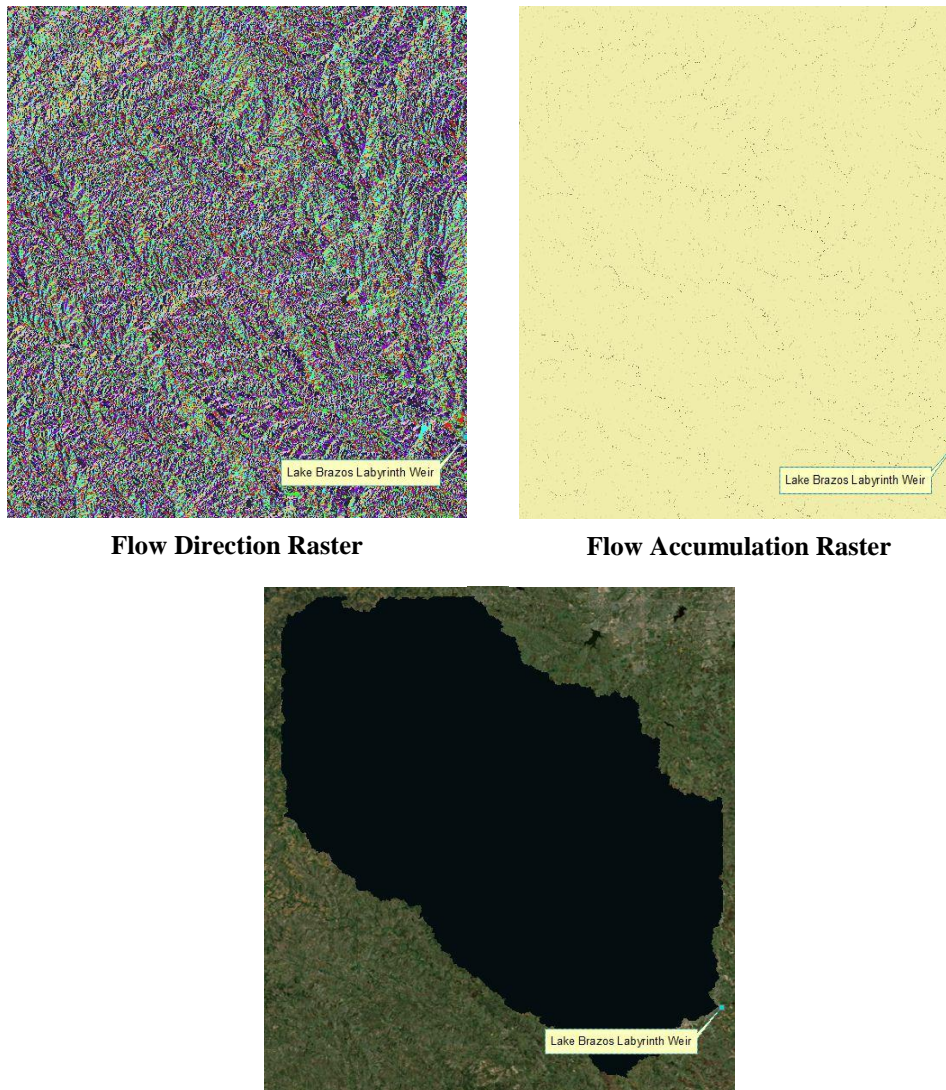 Lake Brazos Labyrinth Weir
Lake Brazos Labyrinth Weir
Flow Direction Raster
Flow Accumulation Raster
Lake Brazos Labyrinth Weir